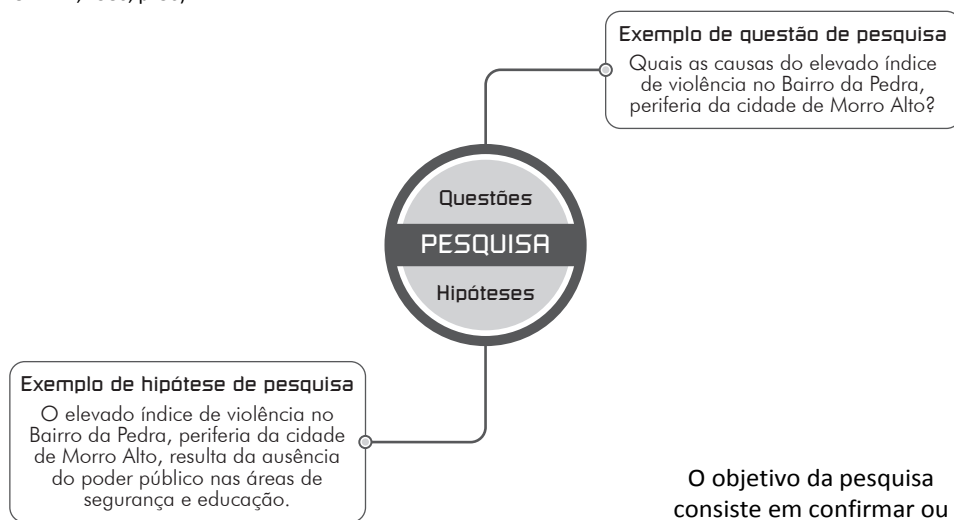 Exemplo de questão de pesquisa
Quais as causas do elevado índice
de violência no Bairro da Pedra,
periferia da cidade de Morro Alto?
Questões
PESQUISA
Hipóteses
Exemplo de hipótese de pesquisa
O elevado índice de violência no
Bairro da Pedra, periferia da cidade
de Morro Alto, resulta da ausência
do poder público nas áreas de
segurança e educação.
O objetivo da pesquisa
consiste em confirmar ou